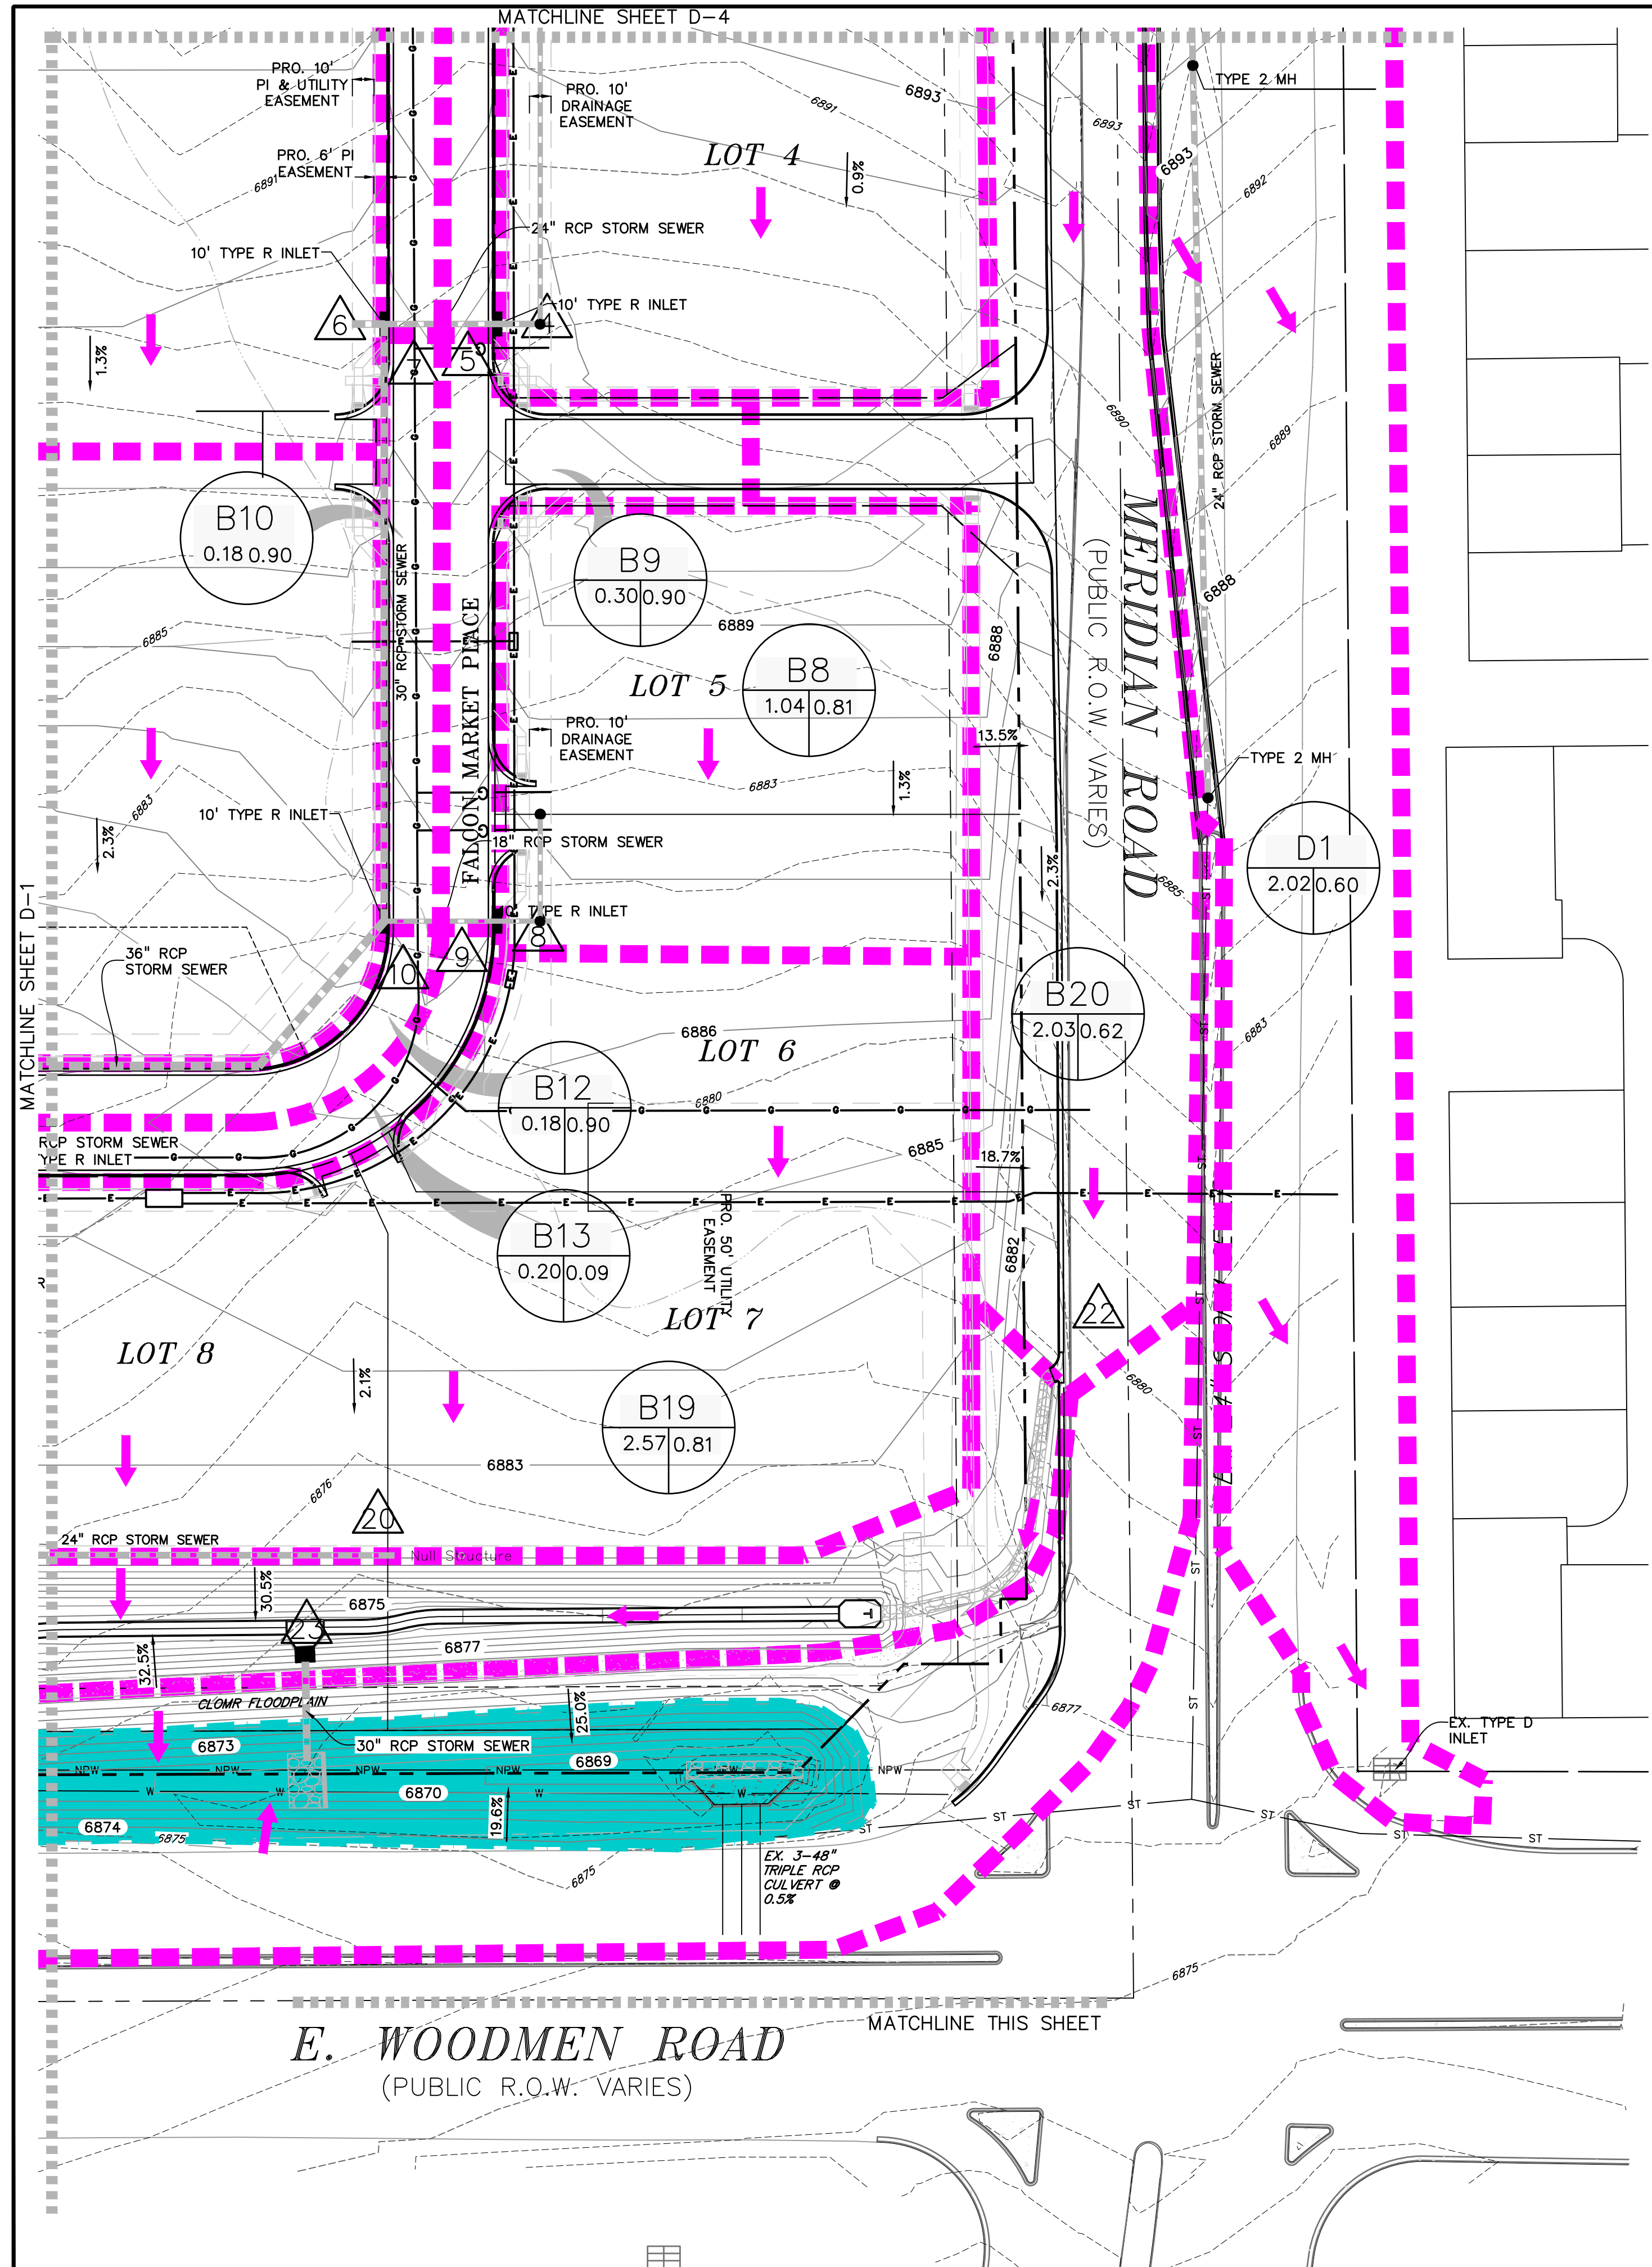 MATCHLINE SHEET D-4
PRO. 10'
PI & UTILITY
EASEMENT
PRO. 10'
DRAINAGE
EASEMENT
6891
6893
TYPE 2 MH
6893
6893
LOT 4
0.9%
PRO. 6' PI
EASEMENT
6891
6892
24" RCP STORM SEWER
10' TYPE R INLET
10' TYPE R INLET
6
4
7
5
1.3%
24" RCP STORM SEWER
6890
6889
B10
0.18 0.90
30" RCP STORM SEWER
B9
0.30 0.90
MERIDIAN ROAD
(PUBLIC R.O.W. VARIES)
6888
6889
6885
6888
FALCON MARKET PLACE
LOT 5
B8
1.04 0.81
PRO. 10'
DRAINAGE
EASEMENT
13.5%
TYPE 2 MH
6883
6883
1.3%
10' TYPE R INLET
2.3%
18" RCP STORM SEWER
2.3%
6885
D1
2.02 0.60
TYPE R INLET
8
9
10
36" RCP
STORM SEWER
MATCHLINE SHEET D-1
B20
2.03 0.62
6886
LOT 6
6883
6880
B12
0.18 0.90
RCP STORM SEWER
YPE R INLET
6885
18.7%
B13
0.20 0.09
PRO. 50' UTILITY
EASEMENT
6882
22
LOT 7
LOT 8
2.1%
6880
B19
2.57 0.81
6883
6876
20
24" RCP STORM SEWER
Null Structure
30.5%
6875
23
6877
32.5%
CLOMR FLOODPLAIN
25.0%
6877
EX. TYPE D
INLET
6873
30" RCP STORM SEWER
6869
NPW NPW NPW NPW NPW
W W W W W
6870
19.6%
6874
6875
ST ST ST ST ST
EX. 3-48"
TRIPLE RCP
CULVERT @
0.5%
6875
6875
MATCHLINE THIS SHEET
E. WOODMEN ROAD
(PUBLIC R.O.W. VARIES)